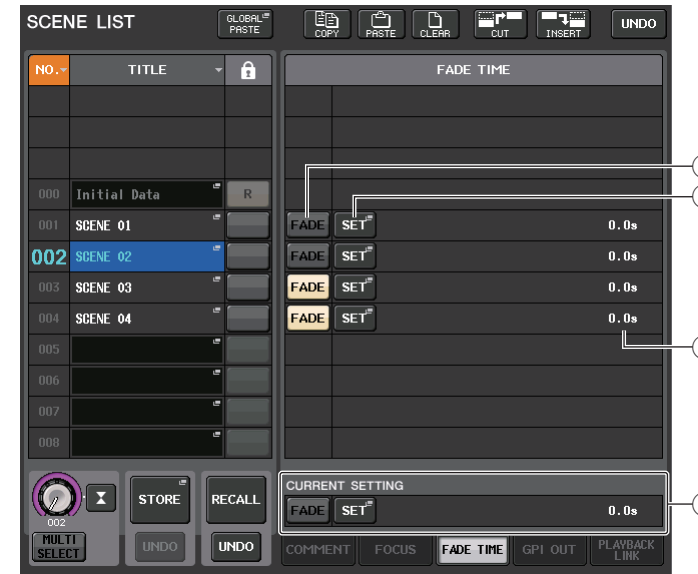 SCENE LIST GLOBAL PASTE COPY PASTE CLEAR CUT INSERT UNDO
NO. TITLE FADE TIME
000 Initial Data R
001 SCENE 01 FADE SET 0.0s
002 SCENE 02 FADE SET 0.0s
003 SCENE 03 FADE SET 0.0s
004 SCENE 04 FADE SET 0.0s
005
006
007
008
CURRENT SETTING
STORE RECALL FADE SET 0.0s
002
MULTI SELECT UNDO UNDO COMMENT FOCUS FADE TIME GPI OUT PLAYBACK LINK